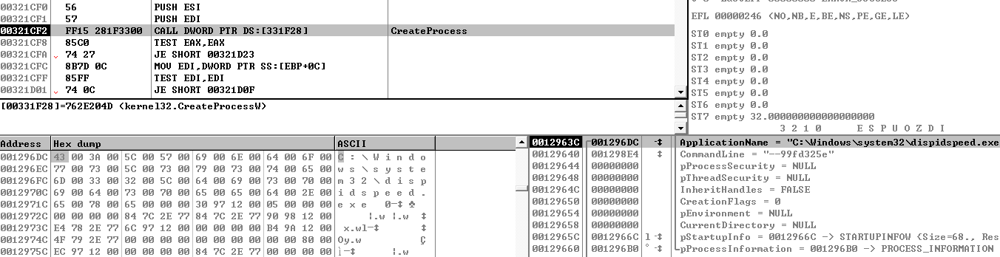 00321CF0 56 PUSH ESI
00321CF1 57 PUSH EDI
00321CF2 FF15 281F3300 CALL DWORD PTR DS:[331F28] CreateProcess
00321CF8 85C0 TEST EAX,EAX
00321CFA 74 27 JE SHORT 00321D23
00321CFC 8B7D 0C MOV EDI,DWORD PTR SS:[EBP+0C]
00321CFF 85FF TEST EDI,EDI
00321D01 74 0C JE SHORT 00321D0F
[00331F28]=762E204D (kernel32.CreateProcessW)
EFL 00000246 (NO,NB,E,BE,NS,PE,GE,LE)
ST0 empty 0.0
ST1 empty 0.0
ST2 empty 0.0
ST3 empty 0.0
ST4 empty 0.0
ST5 empty 0.0
ST6 empty 0.0
ST7 empty 32.000000000000000000
3 2 1 0 E S P U O Z D I
Address Hex dump ASCII
001296DC 43 00 3A 00 5C 00 57 00 69 00 6E 00 64 00 6F 00 C : \ W i n d o
001296EC 77 00 73 00 5C 00 73 00 79 00 73 00 74 00 65 00 w s \ s y s t e
001296FC 6D 00 33 00 32 00 5C 00 64 00 69 00 73 00 70 00 m 3 2 \ d i s p
0012970C 69 00 64 00 73 00 70 00 65 00 65 00 64 00 2E 00 i d s p e e d .
0012971C 65 00 78 00 65 00 00 00 30 97 12 00 05 00 00 00 e x e 0-‡ ♣
0012972C 00 00 00 00 84 7C 2E 77 84 7C 2E 77 90 98 12 00 |.w |.w ‡
0012973C E4 78 2E 77 6C 97 12 00 00 00 00 00 B4 9A 12 00 x.wl-‡ ‡
0012974C 4F 79 2E 77 00 00 00 00 00 00 00 00 00 00 80 00 Oy.w Ç
0012975C EC 97 12 00 00 00 00 00 84 7C 2E 77 00 00 00 00 -‡ |.w
0012963C 001296DC -‡ ApplicationName = "C:\Windows\system32\dispidspeed.exe
00129640 001298E4 ‡ CommandLine = "--99fd325e"
00129644 00000000 pProcessSecurity = NULL
00129648 00000000 pThreadSecurity = NULL
0012964C 00000000 InheritHandles = FALSE
00129650 00000000 CreationFlags = 0
00129654 00000000 pEnvironment = NULL
00129658 00000000 CurrentDirectory = NULL
0012965C 0012966C l-‡ pStartupInfo = 0012966C -> STARTUPINFOW {Size=68., Res
00129660 001296B0 °-‡ pProcessInformation = 001296B0 -> PROCESS_INFORMATION